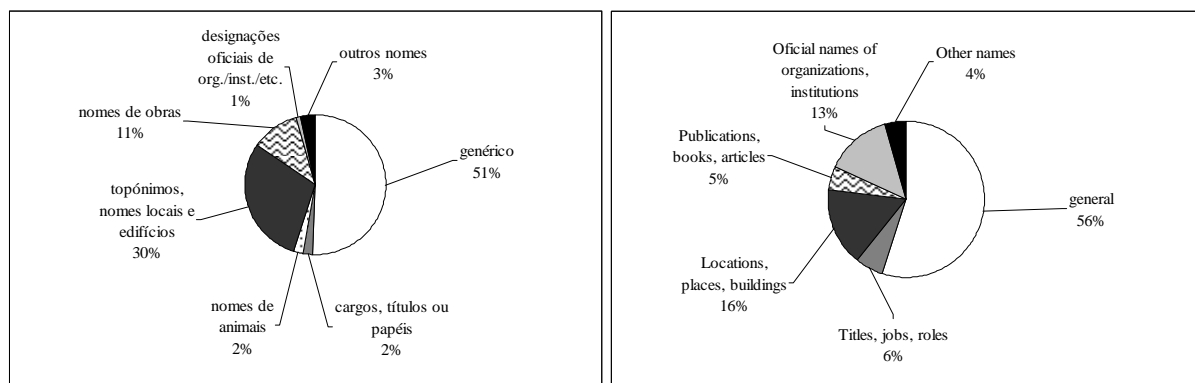 designações
oficiais de
org./inst./etc.
1%
outros nomes
3%
nomes de obras
11%
genérico
51%
topónimos,
nomes locais e
edifícios
30%
nomes de
animais
2%
cargos, títulos ou
papéis
2%
Oficial names of
organizations,
institutions
13%
Other names
4%
Publications,
books, articles
5%
general
56%
Locations,
places, buildings
16%
Titles, jobs, roles
6%